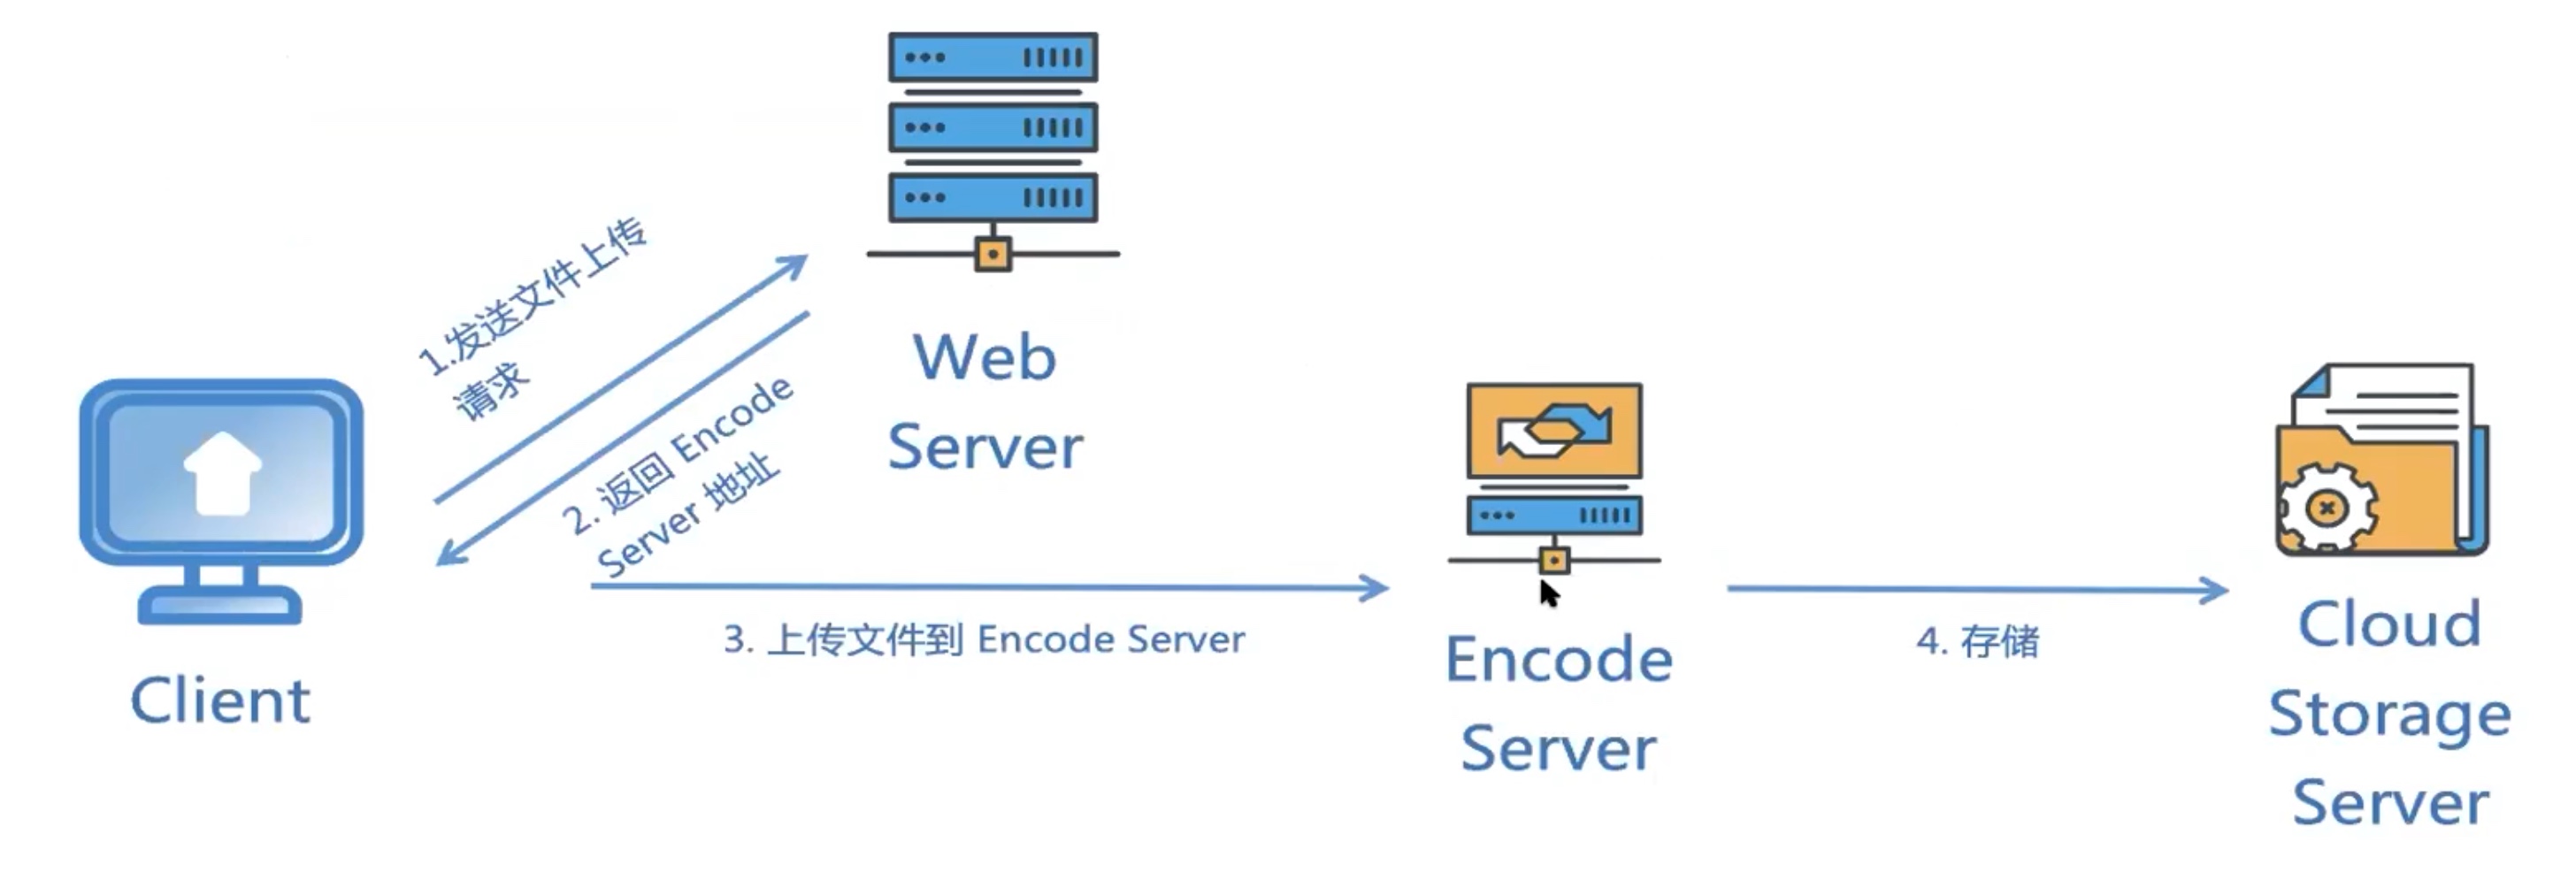 1.发送文件上传
请求
2. 返回 Encode
Server 地址
Web
Server
Client
3. 上传文件到 Encode Server
Encode
Server
4. 存储
Cloud
Storage
Server